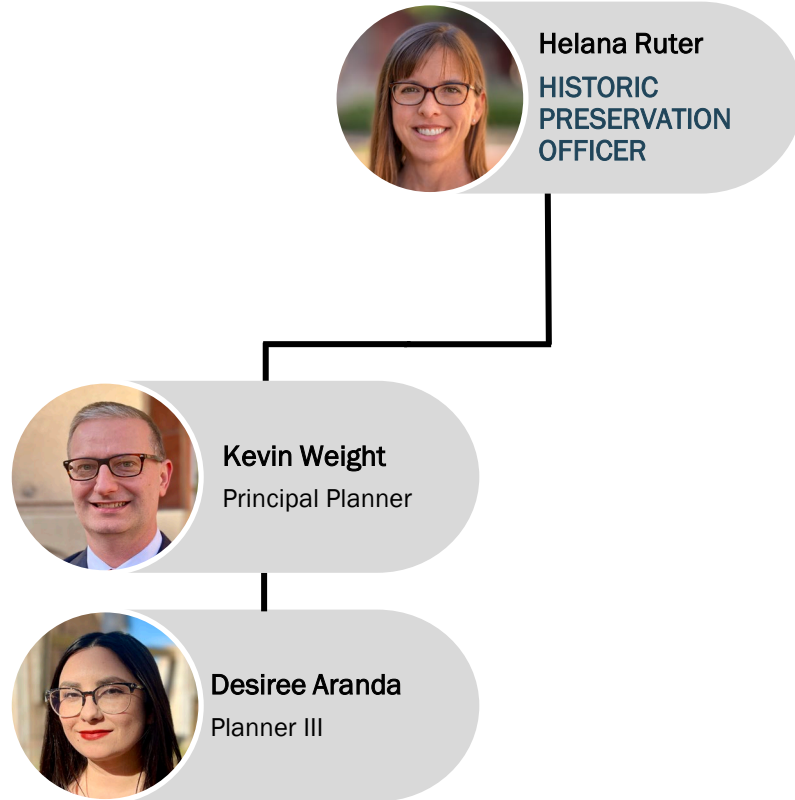 Helana Ruter
HISTORIC
PRESERVATION
OFFICER
Kevin Weight
Principal Planner
Desiree Aranda
Planner III